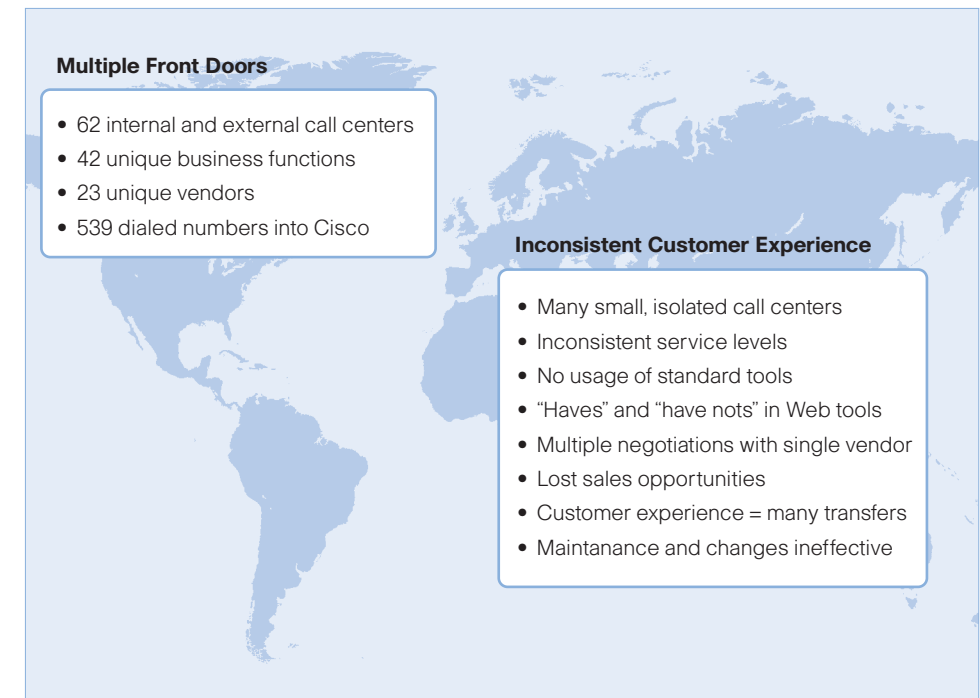 Multiple Front Doors
• 62 internal and external call centers
• 42 unique business functions
• 23 unique vendors
• 539 dialed numbers into Cisco
Inconsistent Customer Experience
• Many small, isolated call centers
• Inconsistent service levels
• No usage of standard tools
• “Haves” and “have nots” in Web tools
• Multiple negotiations with single vendor
• Lost sales opportunities
• Customer experience = many transfers
• Maintanance and changes ineffective